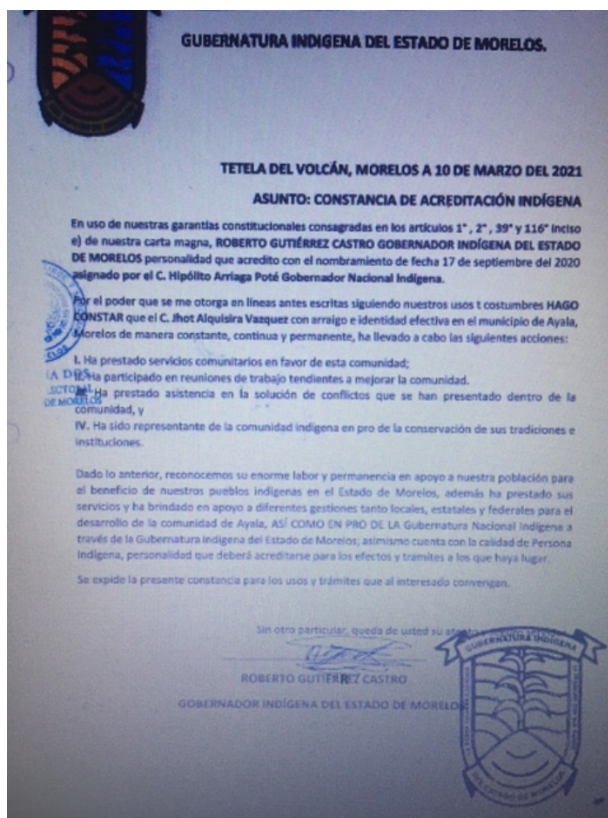 GUBERNATURA INDIGENA DEL ESTADO DE MORELOS.
TETELA DEL VOLCÁN, MORELOS A 10 DE MARZO DEL 2021
ASUNTO: CONSTANCIA DE ACREDITACIÓN INDÍGENA
En uso de nuestras garantías constitucionales consagradas en los artículos 1°, 2°, 39° y 116° inciso
e) de nuestra carta magna, ROBERTO GUTIÉRREZ CASTRO GOBERNADOR INDÍGENA DEL ESTADO
DE MORELOS personalidad que acredito con el nombramiento de fecha 17 de septiembre del 2020
asignado por el C. Hipólito Arriaga Poté Gobernador Nacional Indígena.
Por el poder que se me otorga en líneas antes escritas siguiendo nuestros usos t costumbres HAGO
CONSTAR que el C. Jhot Alquisira Vazquez con arraigo e identidad efectiva en el municipio de Ayala,
Morelos de manera constante, continua y permanente, ha llevado a cabo las siguientes acciones:
I. Ha prestado servicios comunitarios en favor de esta comunidad;
Ha participado en reuniones de trabajo tendientes a mejorar la comunidad.
Ha prestado asistencia en la solución de conflictos que se han presentado dentro de la
comunidad, y
IV. Ha sido representante de la comunidad indígena en pro de la conservación de sus tradiciones e
instituciones.
Dado lo anterior, reconocemos su enorme labor y permanencia en apoyo a nuestra población para
el beneficio de nuestros pueblos indígenas en el Estado de Morelos, además ha prestado sus
servicios y ha brindado en apoyo a diferentes gestiones tanto locales, estatales y federales para el
desarrollo de la comunidad de Ayala, ASÍ COMO EN PRO DE LA Gubernatura Nacional Indígena a
través de la Gubernatura Indígena del Estado de Morelos; asimismo cuenta con la calidad de Persona
Indígena, personalidad que deberá acreditarse para los efectos y tramites a los que haya lugar.
Se expide la presente constancia para los usos y trámites que al interesado convengan.
Sin otro particular, queda de usted su
ROBERTO GUTIÉRREZ CASTRO
GOBERNADOR INDÍGENA DEL ESTADO DE MORELOS
GUBERNATURA INDIGENA
DEL ESTADO DE MORELOS
DE MORELOS